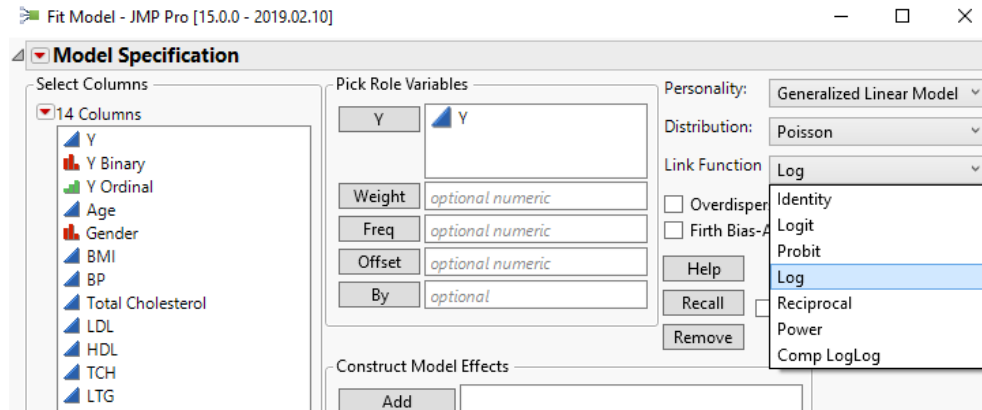 Fit Model - JMP Pro [15.0.0 - 2019.02.10]
Model Specification
Select Columns
14 Columns
Y
Y Binary
Y Ordinal
Age
Gender
BMI
BP
Total Cholesterol
LDL
HDL
TCH
LTG
Pick Role Variables
Y
Y
Weight optional numeric
Freq optional numeric
Offset optional numeric
By optional
Construct Model Effects
Add
Personality: Generalized Linear Model
Distribution: Poisson
Link Function Log
Overdisper
Firth Bias-A
Help
Recall
Remove
Identity
Logit
Probit
Log
Reciprocal
Power
Comp LogLog